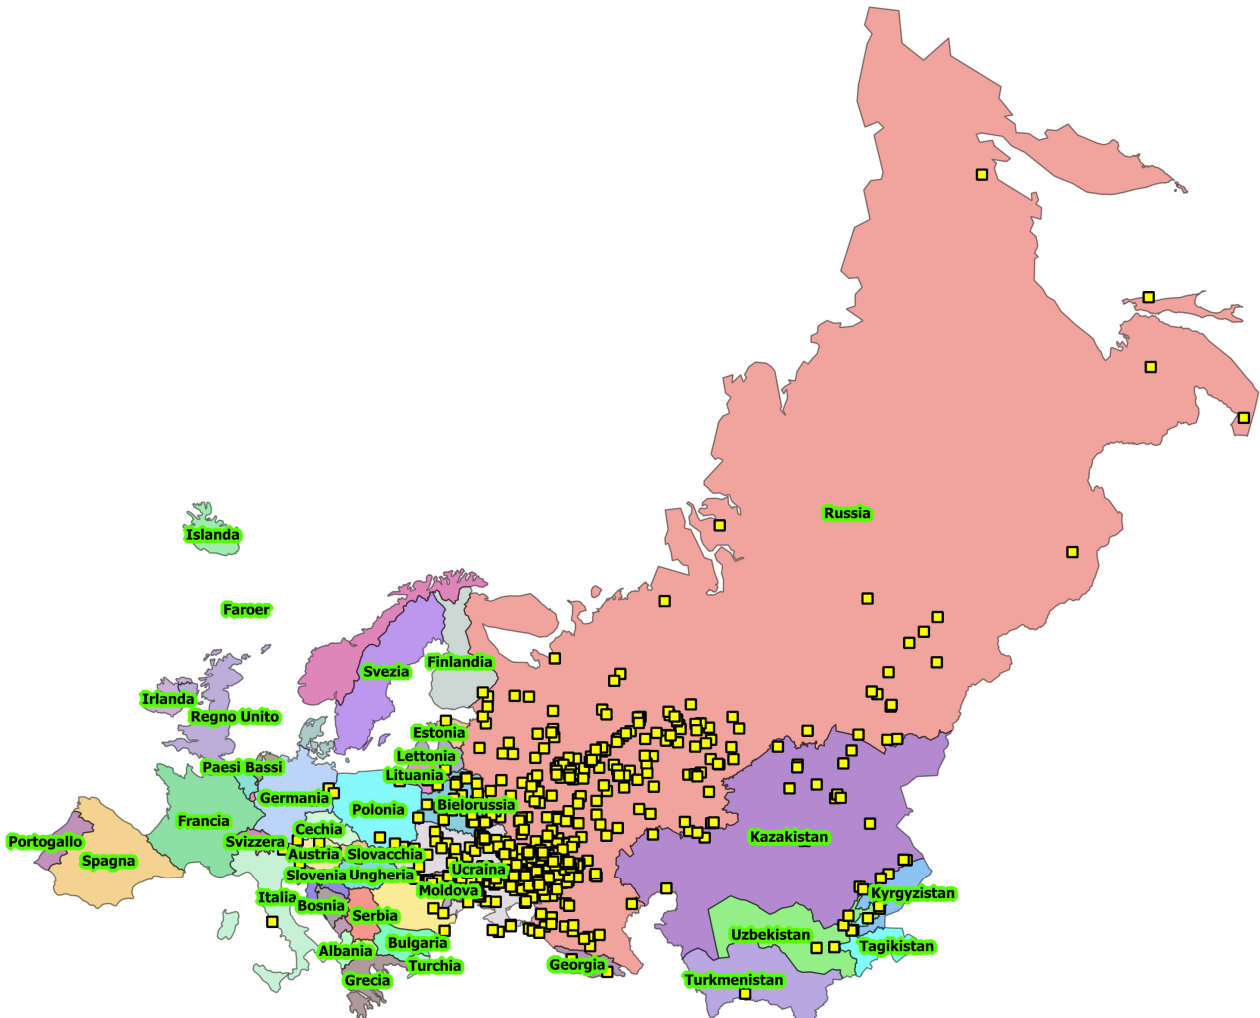 Russia
Islanda
Faroer
Finlandia
Svezia
Irlanda
Regno Unito
Estonia
Lettonia
Paesi Bassi
Lituania
Germania
Bielorussia
Polonia
Francia
Cechia
Kazakistan
Portogallo
Svizzera
Austria
Slovacchia
Spagna
Ucraina
Slovenia
Ungheria
Moldova
Kyrgyzistan
Italia
Bosnia
Serbia
Uzbekistan
Bulgaria
Tagikistan
Albania
Georgia
Turchia
Grecia
Turkmenistan